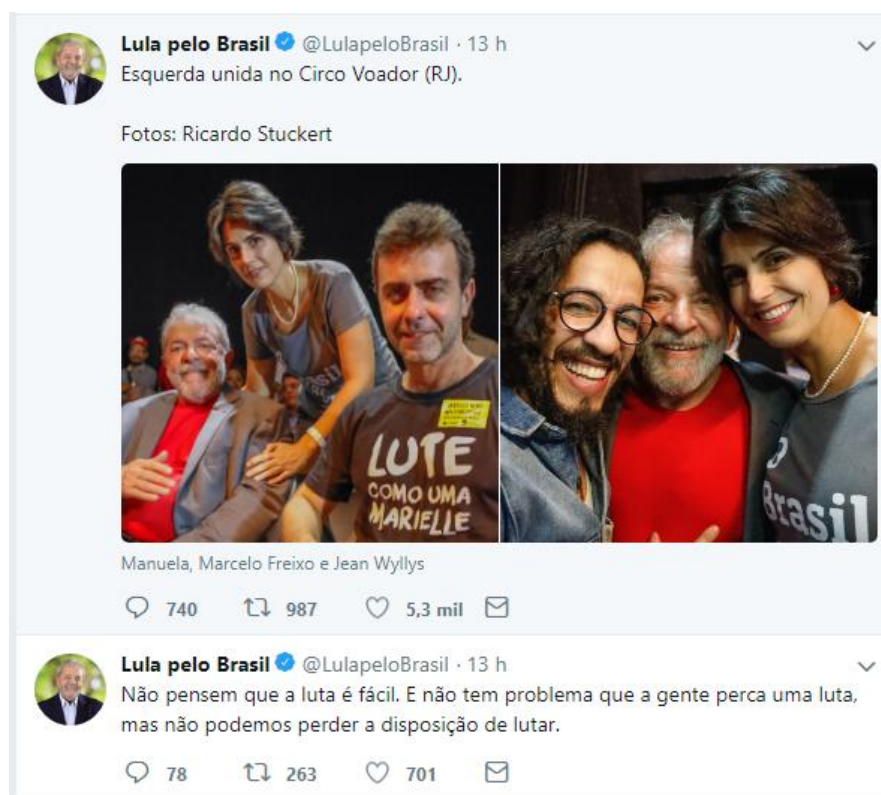 Lula pelo Brasil @LulapeloBrasil · 13 h
Esquerda unida no Circo Voador (RJ).
Fotos: Ricardo Stuckert
LUTE
COMO UMA
MARIELLE
Brasil
Manuela, Marcelo Freixo e Jean Wyllys
740 987 5,3 mil
Lula pelo Brasil @LulapeloBrasil · 13 h
Não pensem que a luta é fácil. E não tem problema que a gente perca uma luta,
mas não podemos perder a disposição de lutar.
78 263 701